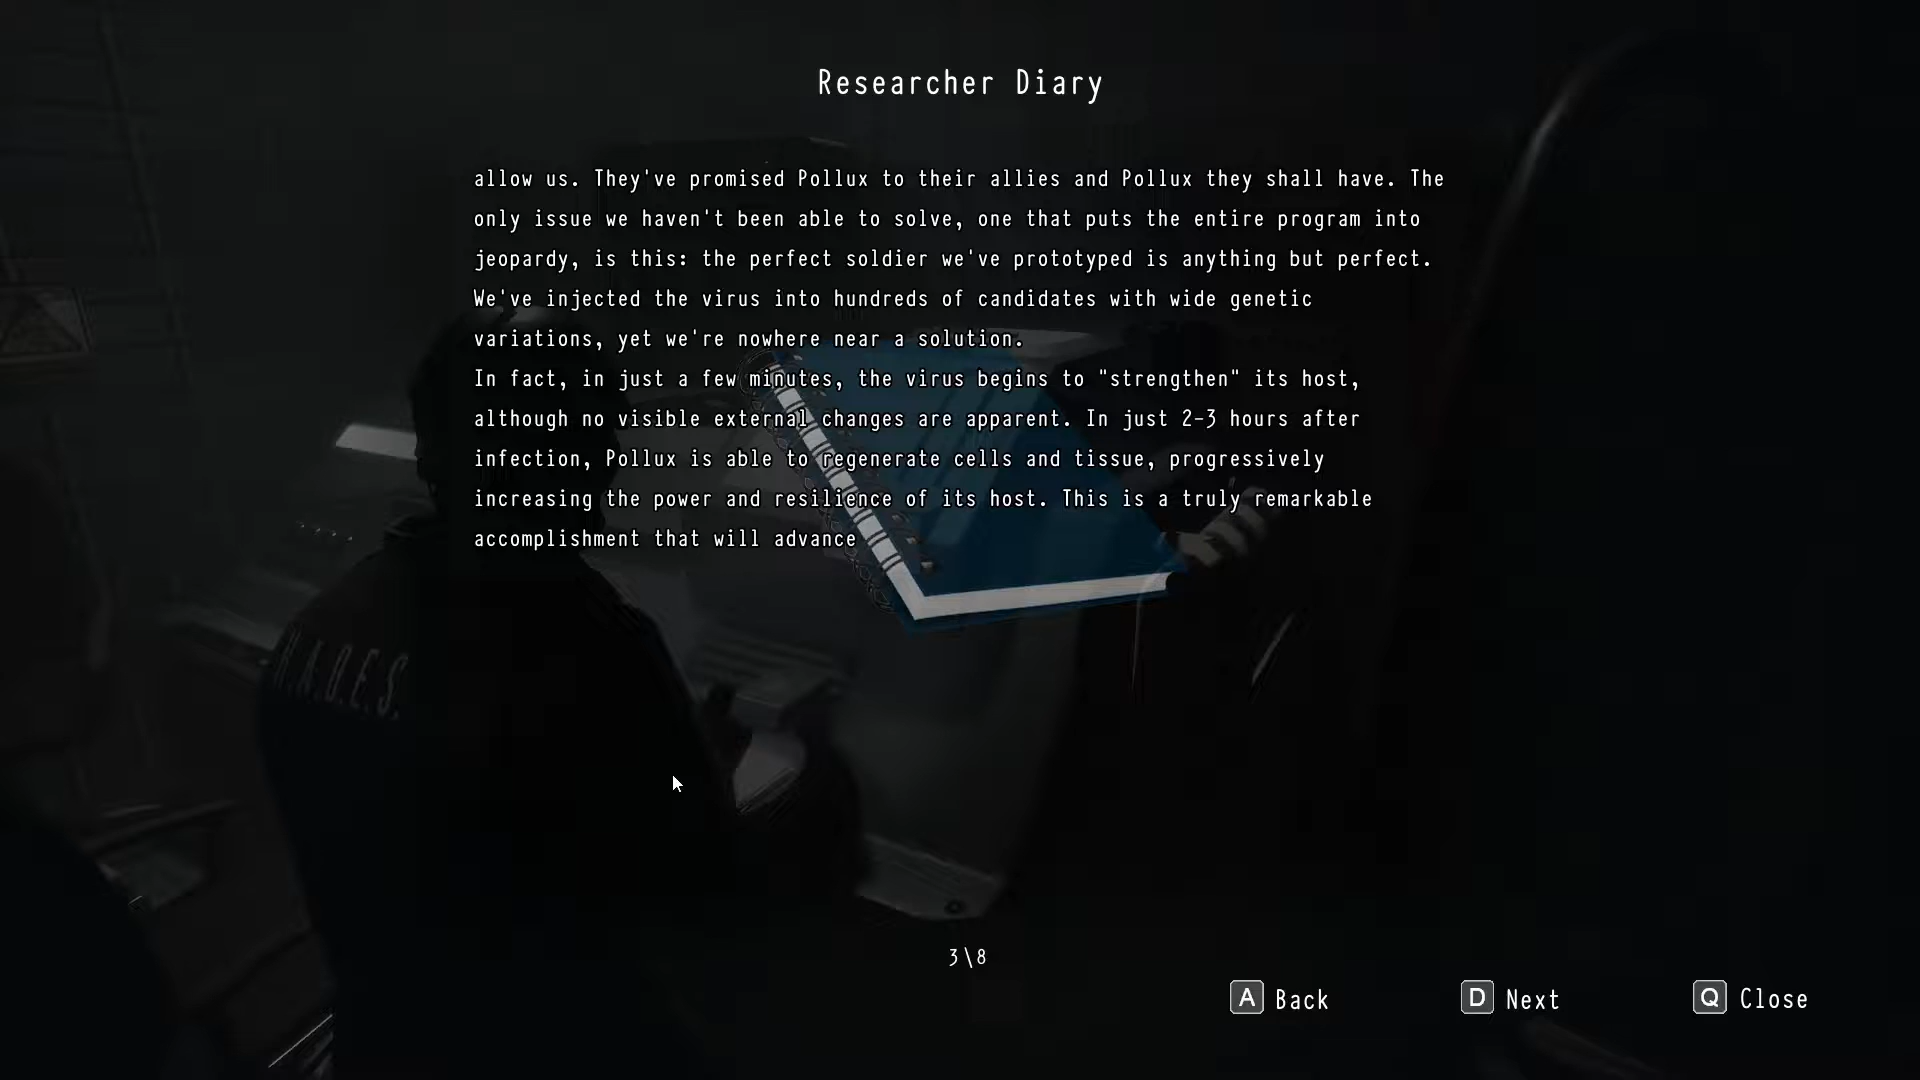 Researcher Diary
allow us. They've promised Pollux to their allies and Pollux they shall have. The
only issue we haven't been able to solve, one that puts the entire program into
jeopardy, is this: the perfect soldier we've prototyped is anything but perfect.
We've injected the virus into hundreds of candidates with wide genetic
variations, yet we're nowhere near a solution.
In fact, in just a few minutes, the virus begins to "strengthen" its host,
although no visible external changes are apparent. In just 2-3 hours after
infection, Pollux is able to regenerate cells and tissue, progressively
increasing the power and resilience of its host. This is a truly remarkable
accomplishment that will advance
3\8
A Back D Next Q Close